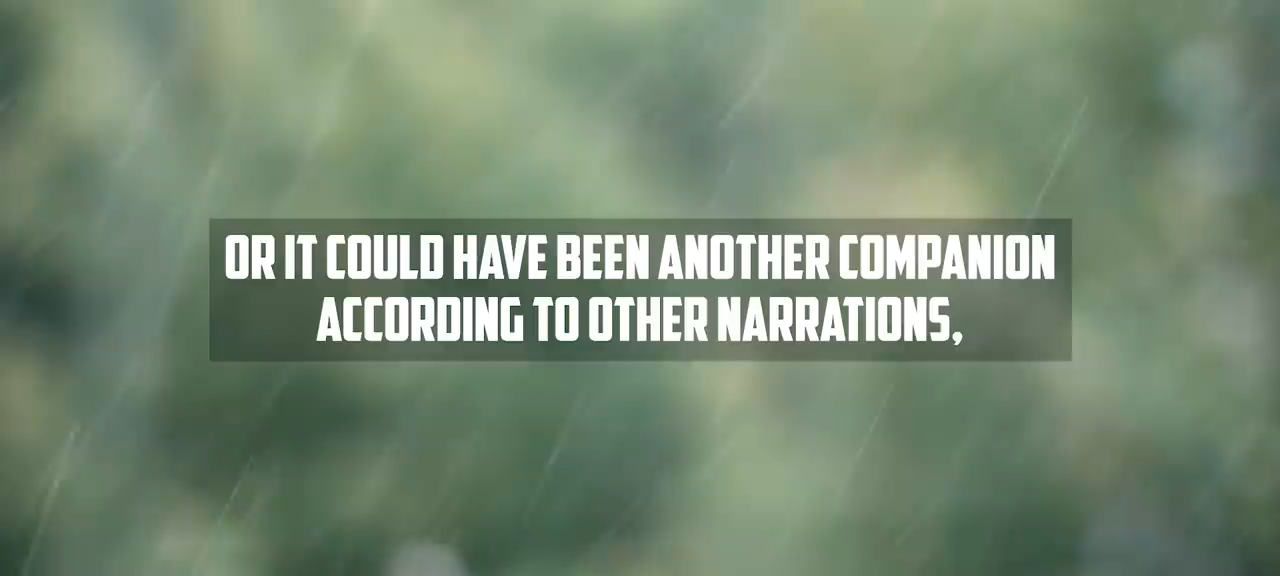 OR IT COULD HAVE BEEN ANOTHER COMPANION
ACCORDING TO OTHER NARRATIONS,